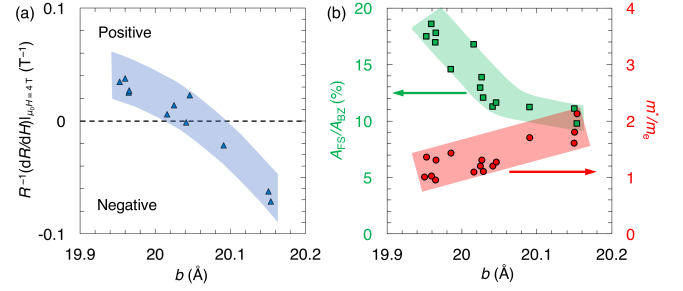 (a)
0.1
0
-0.1
R⁻¹(dR/dH)|μ₀H = 4 T (T⁻¹)
Positive
Negative
19.9
20
20.1
20.2
b (Å)
(b)
20
15
10
5
0
A_FS/A_BZ (%)
4
3
2
1
0
m*/mₑ
19.9
20
20.1
20.2
b (Å)